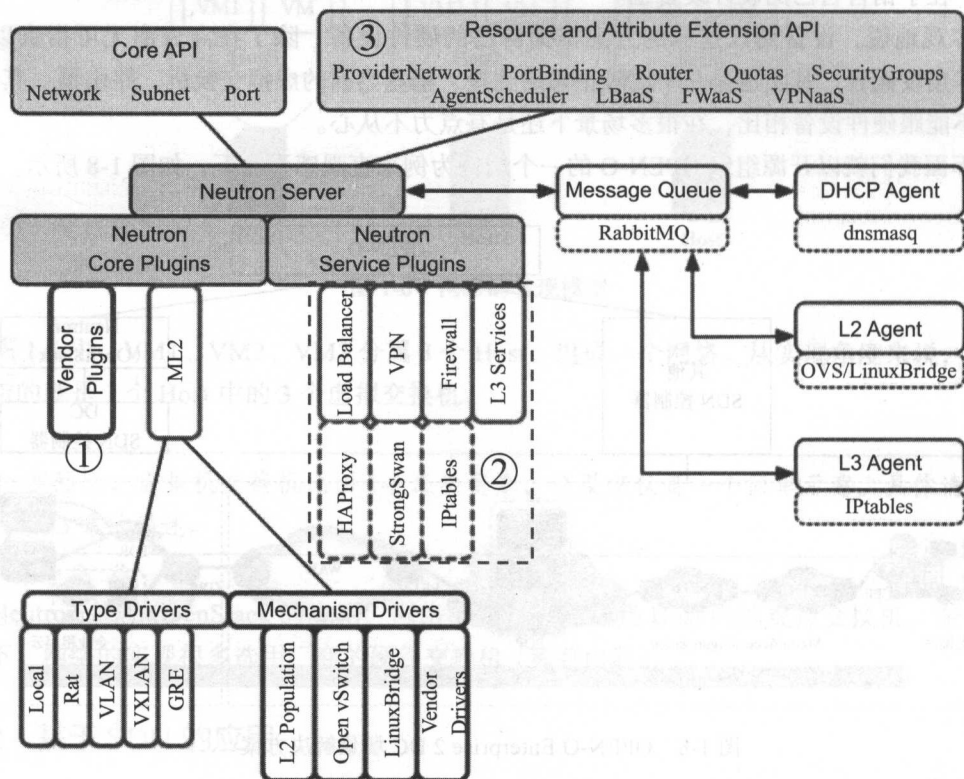 Core API
Network Subnet Port
③
Resource and Attribute Extension API
ProviderNetwork PortBinding Router Quotas SecurityGroups
AgentScheduler LBaaS FWaaS VPNaaS
Neutron Server
Message Queue
RabbitMQ
DHCP Agent
dnsmasq
Neutron
Core Plugins
Neutron
Service Plugins
Vendor
Plugins
ML2
①
Load Balancer
VPN
Firewall
L3 Services
HAProxy
StrongSwan
IPtables
②
L2 Agent
OVS/LinuxBridge
L3 Agent
IPtables
Type Drivers
Local
Rat
VLAN
VXLAN
GRE
Mechanism Drivers
L2 Population
Open vSwitch
LinuxBridge
Vendor
Drivers